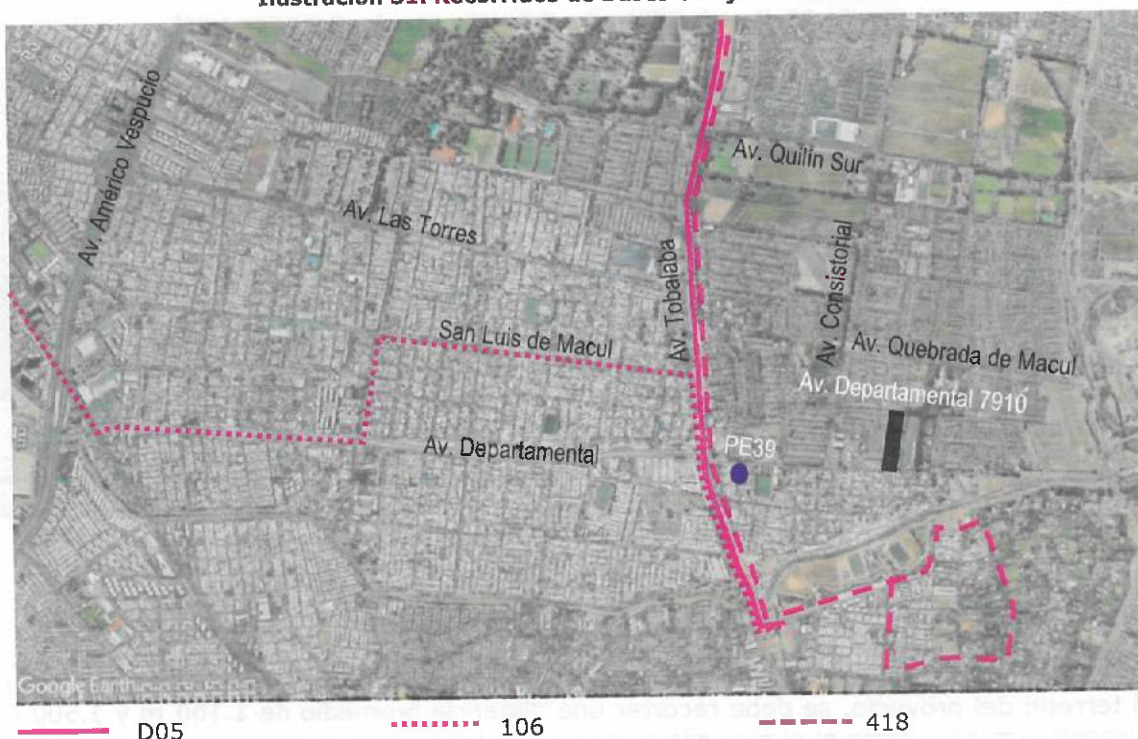 Av. Américo Vespucio
Av. Quilín Sur
Av. Las Torres
Av. Tobalaba
Av. Consistorial
San Luis de Macul
Av. Quebrada de Macul
Av. Departamental 7910
Av. Departamental
PE39
Google Earth
D05
106
418